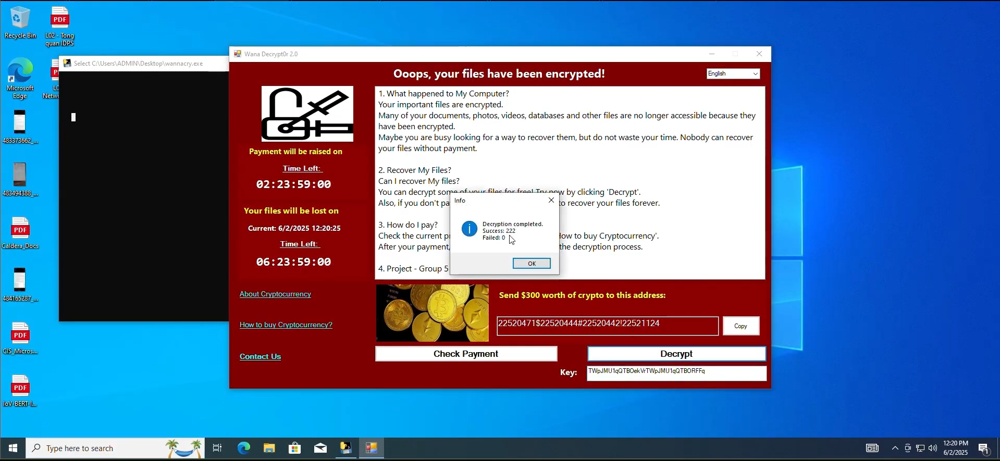 Recycle Bin
L02 - Tong
quan IDPS
Microsoft
Edge
L0
Netw
483373662_...
483494388_...
Caldera_Docs
484165287_...
CIS_Micros...
IoV-BERT-I...
PDF
PDF
PDF
PDF
Select C:\Users\ADMIN\Desktop\wannacry.exe
Wana Decrypt0r 2.0
Ooops, your files have been encrypted!
English
Payment will be raised on
Time Left:
02:23:59:00
Your files will be lost on
Current: 6/2/2025 12:20:25
Time Left:
06:23:59:00
About Cryptocurrency
How to buy Cryptocurrency?
Contact Us
1. What happened to My Computer?
Your important files are encrypted.
Many of your documents, photos, videos, databases and other files are no longer accessible because they
have been encrypted.
Maybe you are busy looking for a way to recover them, but do not waste your time. Nobody can recover
your files without payment.
2. Recover My Files?
Can I recover My files?
You can decrypt some of your files for free! Try now by clicking 'Decrypt'.
Also, if you don't pa to recover your files forever.
3. How do I pay?
Check the current p How to buy Cryptocurrency'.
After your payment, the decryption process.
4. Project - Group 5
Info
Decryption completed.
Success: 222
Failed: 0
OK
Send $300 worth of crypto to this address:
22520471$22520444#22520442!22521124
Copy
Check Payment
Decrypt
Key:
TWpJMU1qQTBOekVrTWpJMU1qQTBORFFq
Type here to search
12:20 PM
6/2/2025
1